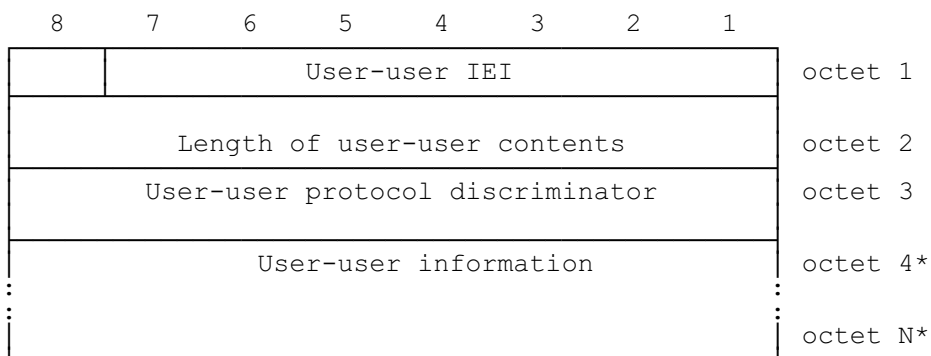 8 7 6 5 4 3 2 1
User-user IEI octet 1
Length of user-user contents octet 2
User-user protocol discriminator octet 3
User-user information octet 4*
octet N*